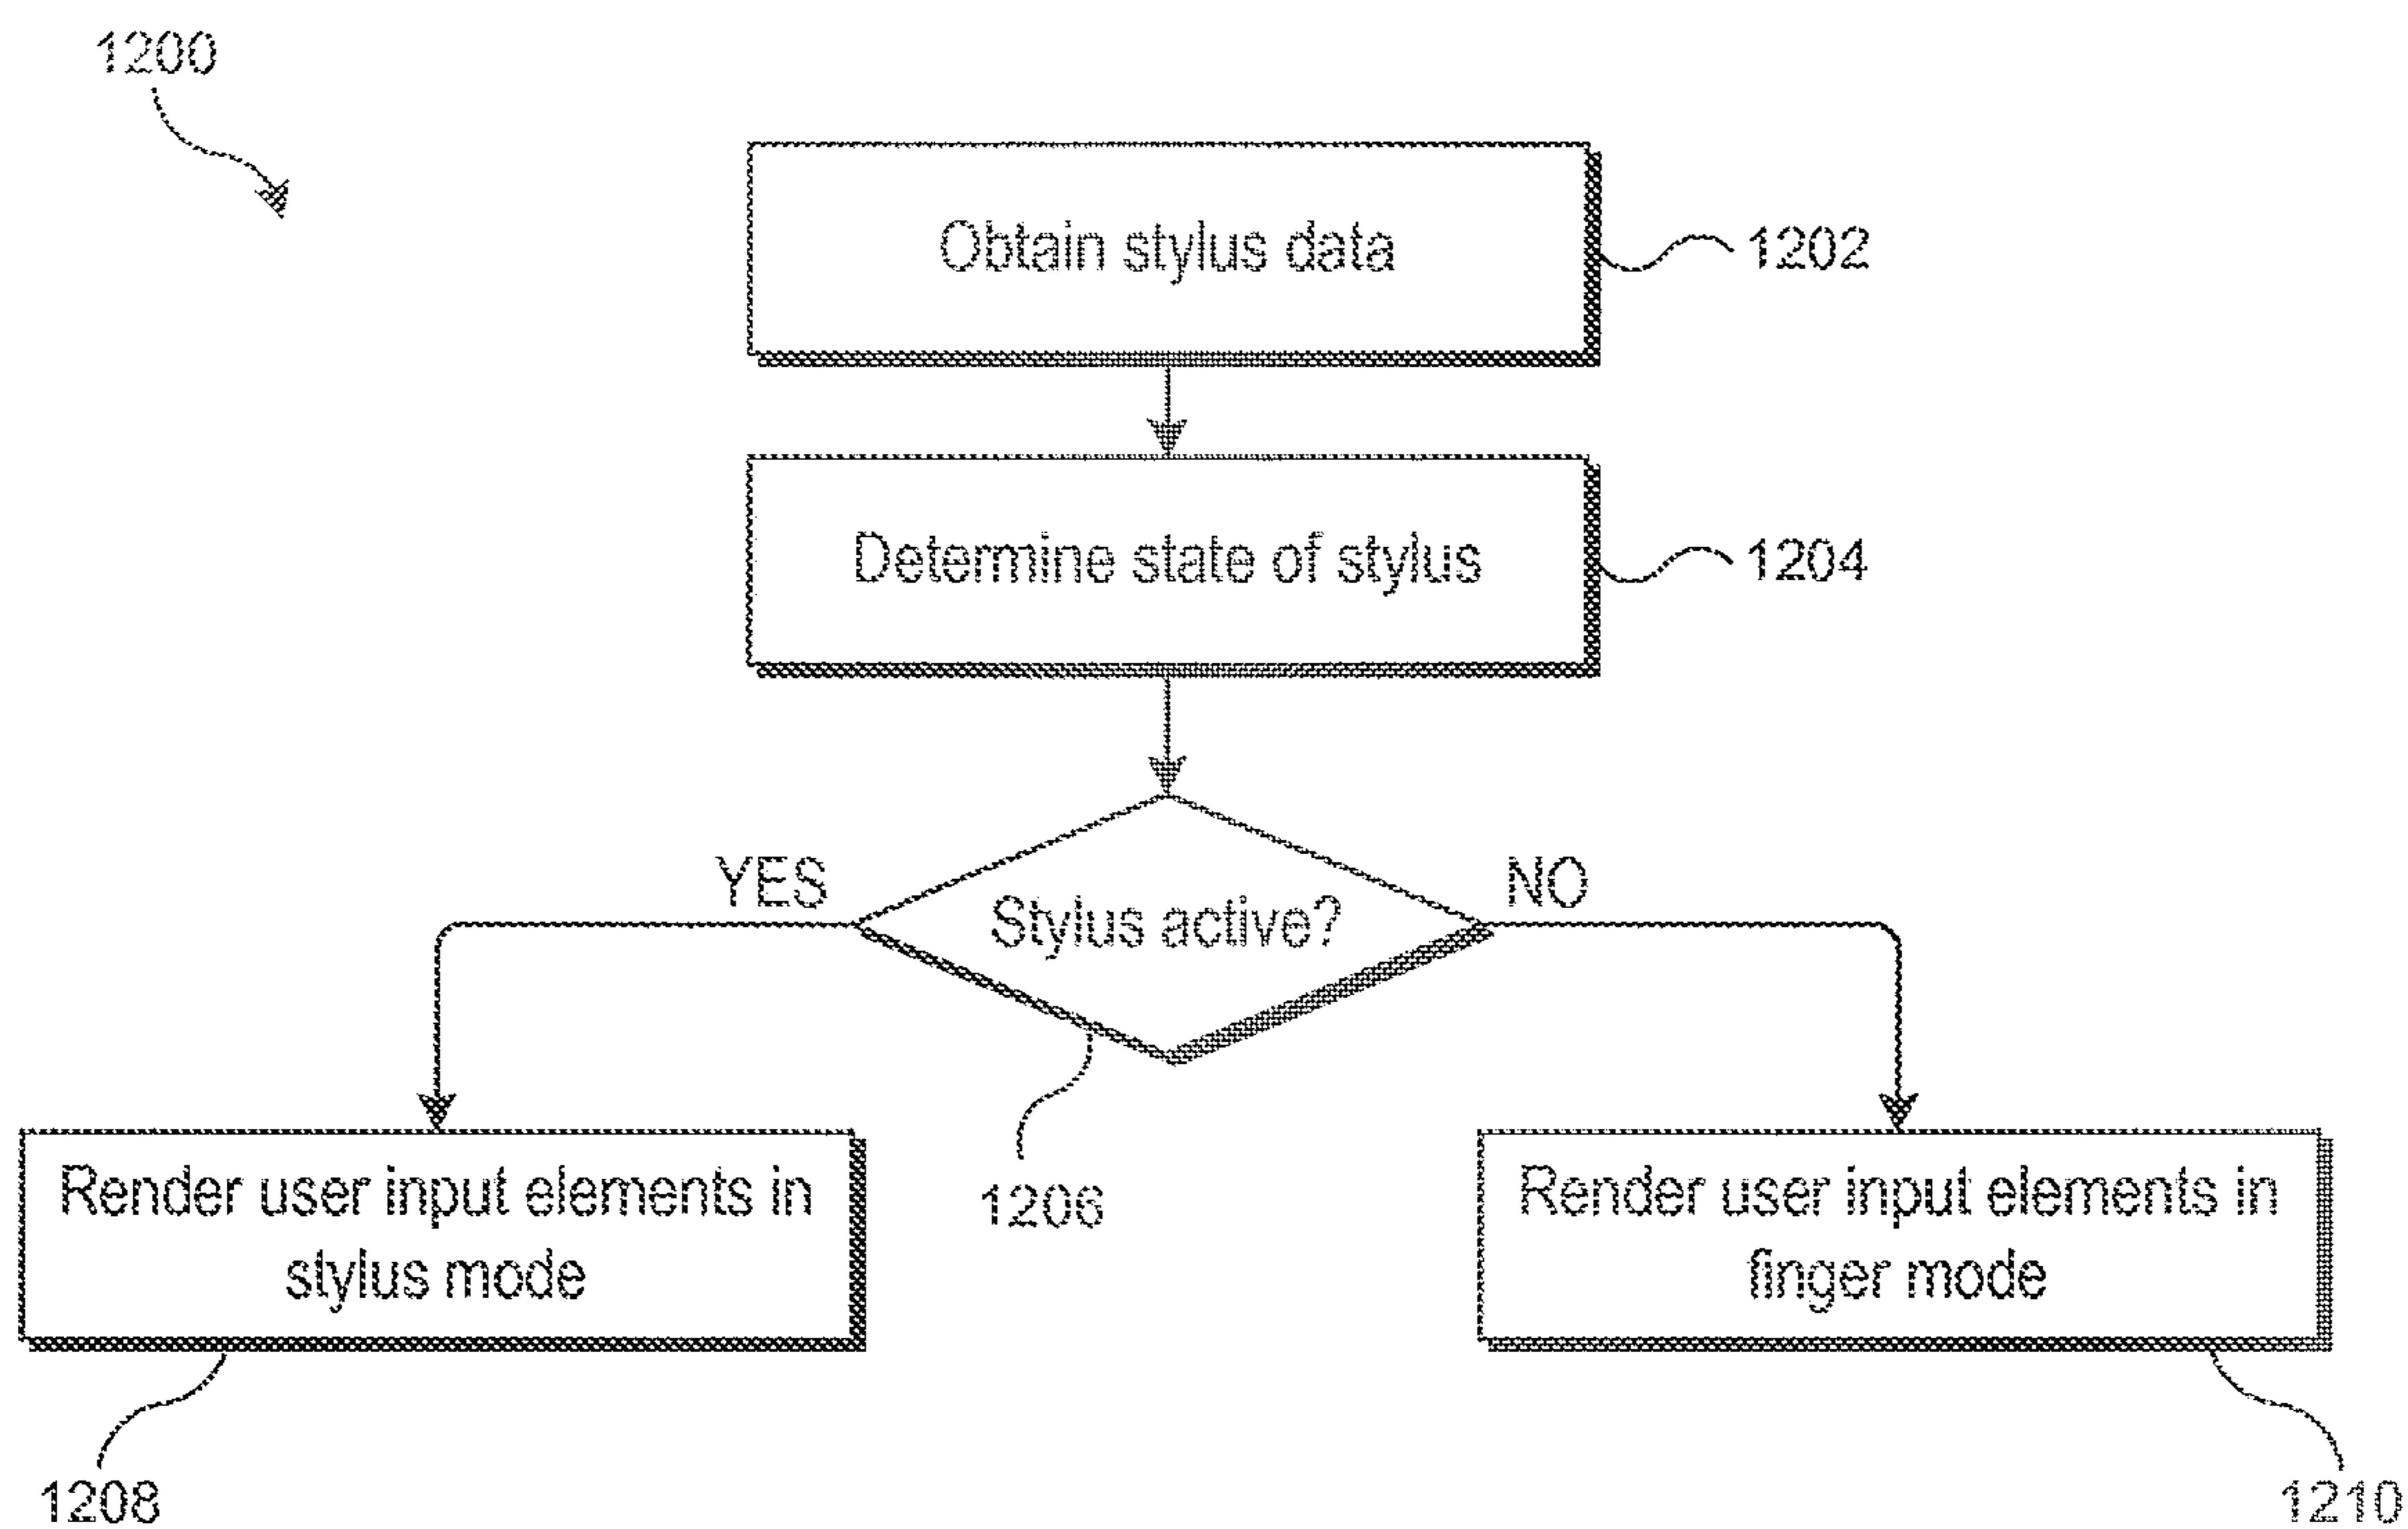 1200
Obtain stylus data
1202
Determine state of stylus
1204
YES
NO
Stylus active?
Render user input elements in
stylus mode
1206
Render user input elements in
finger mode
1208
1210